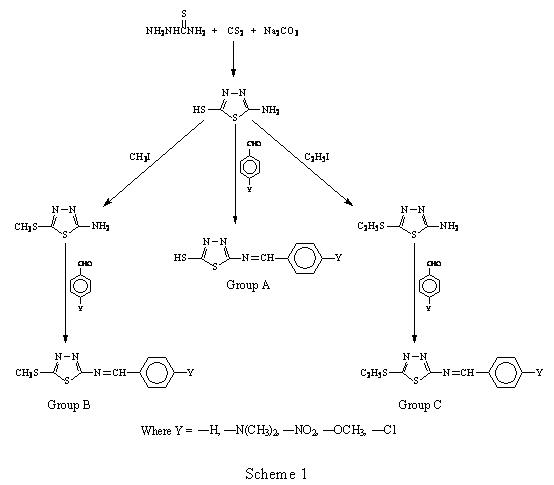 S
NH2NHCNH2 + CS2 + Na2CO3
N N
HS S NH2
CH3I CHO Y C2H5I
N N
CH3S S NH2
N N
C2H5S S NH2
N N
HS S N=CH Y
Group A
CHO
Y
CHO
Y
N N
CH3S S N=CH Y
Group B
N N
C2H5S S N=CH Y
Group C
Where Y = —H, —N(CH3)2, —NO2, —OCH3, —Cl
Scheme 1